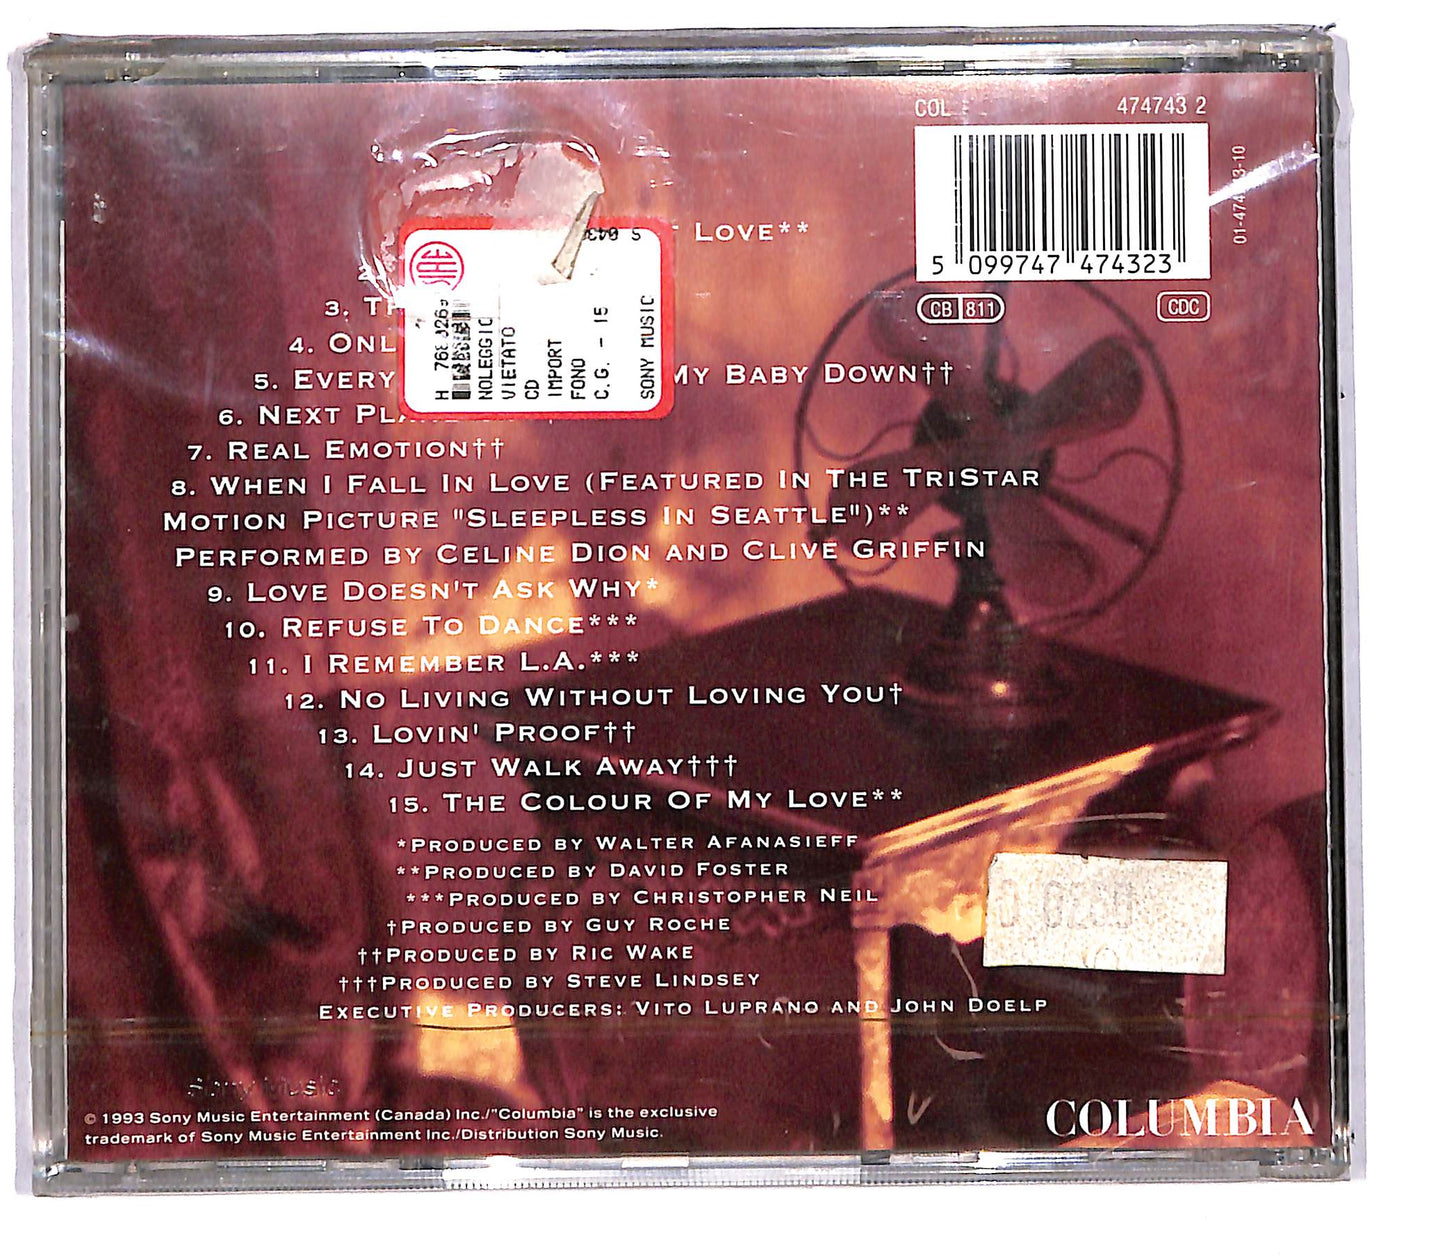 COL 474743 2
5 099747 474323
01-474743-10
CB 811
CDC
LOVE**
3. T
4. ONL
5. EVERY MY BABY DOWN††
6. NEXT PL
7. REAL EMOTION††
8. WHEN I FALL IN LOVE (FEATURED IN THE TRISTAR
MOTION PICTURE "SLEEPLESS IN SEATTLE")**
PERFORMED BY CELINE DION AND CLIVE GRIFFIN
9. LOVE DOESN'T ASK WHY*
10. REFUSE TO DANCE***
11. I REMEMBER L.A.***
12. NO LIVING WITHOUT LOVING YOU†
13. LOVIN' PROOF††
14. JUST WALK AWAY†††
15. THE COLOUR OF MY LOVE**
*PRODUCED BY WALTER AFANASIEFF
**PRODUCED BY DAVID FOSTER
***PRODUCED BY CHRISTOPHER NEIL
†PRODUCED BY GUY ROCHE
††PRODUCED BY RIC WAKE
†††PRODUCED BY STEVE LINDSEY
EXECUTIVE PRODUCERS: VITO LUPRANO AND JOHN DOELP
SIAE
NOLEGGIO
VIETATO
CD
IMPORT
FONO
C.G. - 15
SONY MUSIC
Sony Music
© 1993 Sony Music Entertainment (Canada) Inc./"Columbia" is the exclusive
trademark of Sony Music Entertainment Inc./Distribution Sony Music.
COLUMBIA